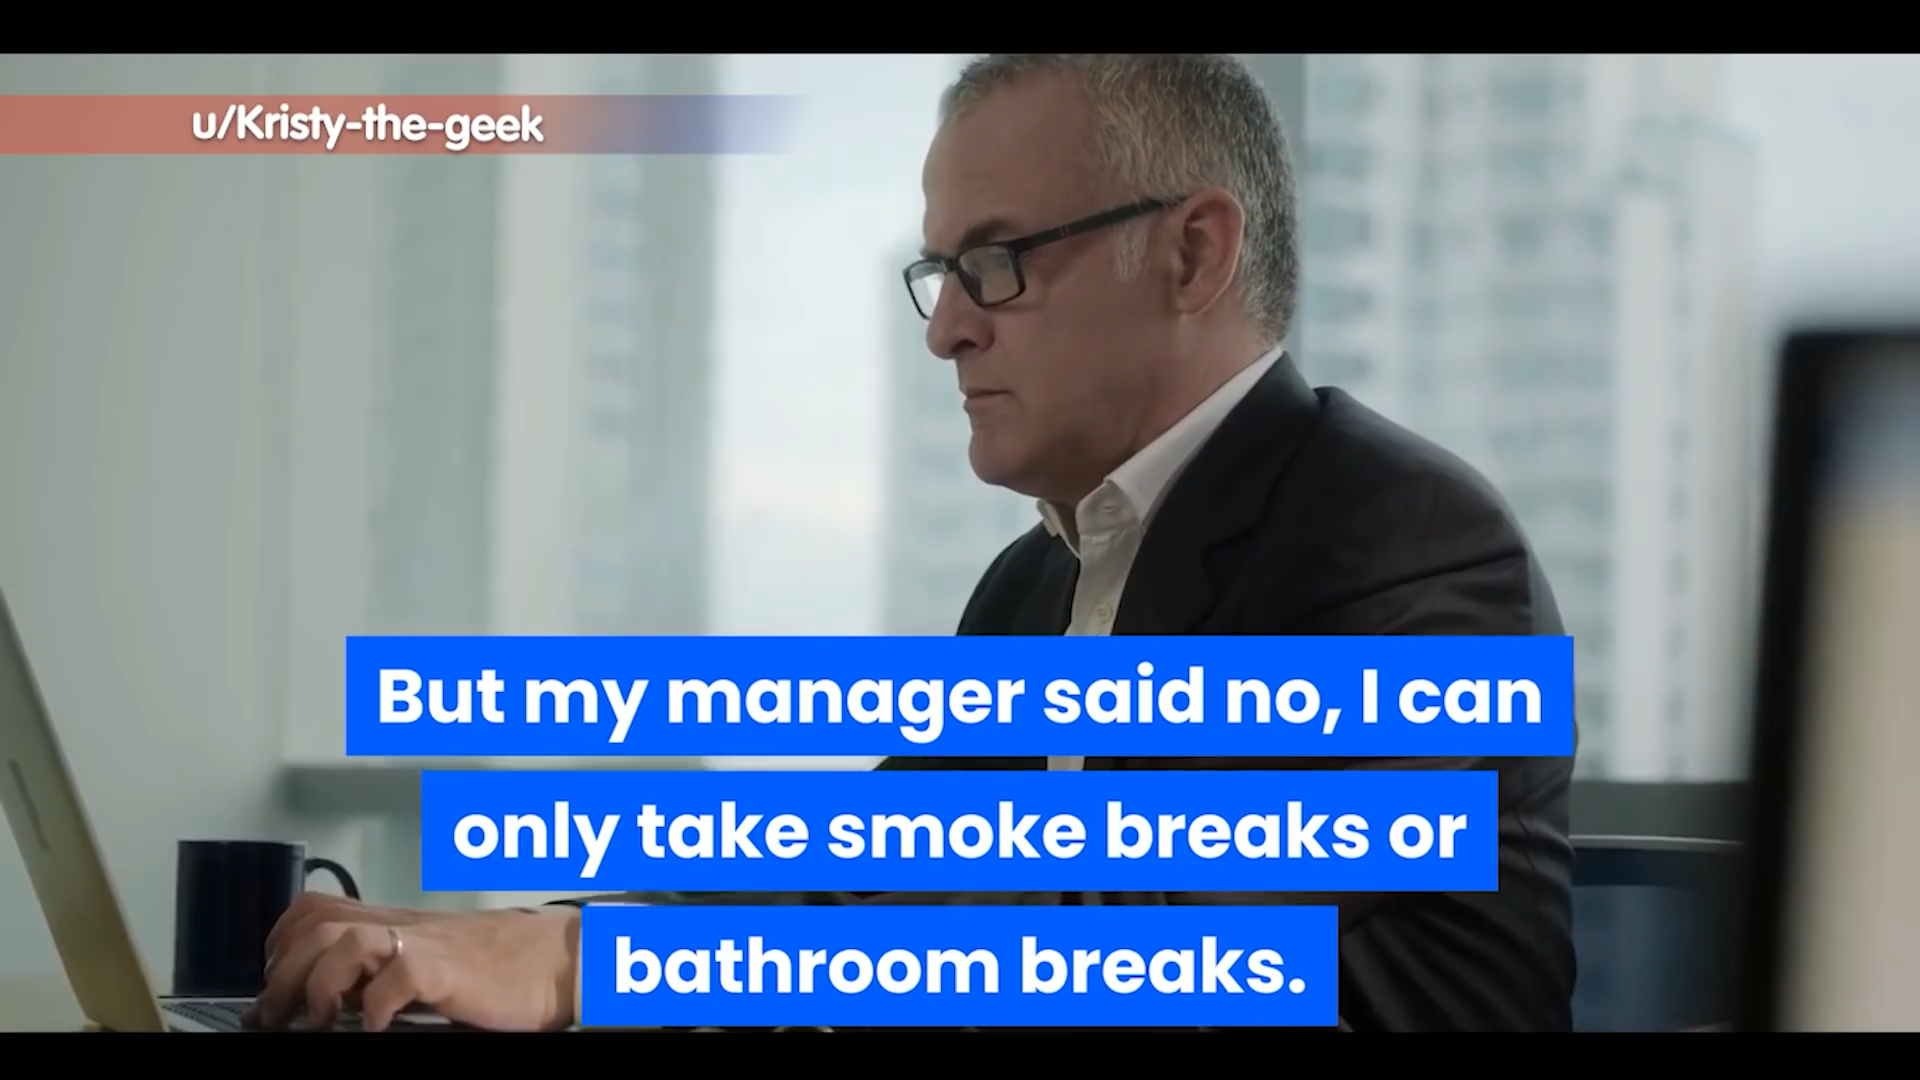 u/Kristy-the-geek
But my manager said no, I can
only take smoke breaks or
bathroom breaks.